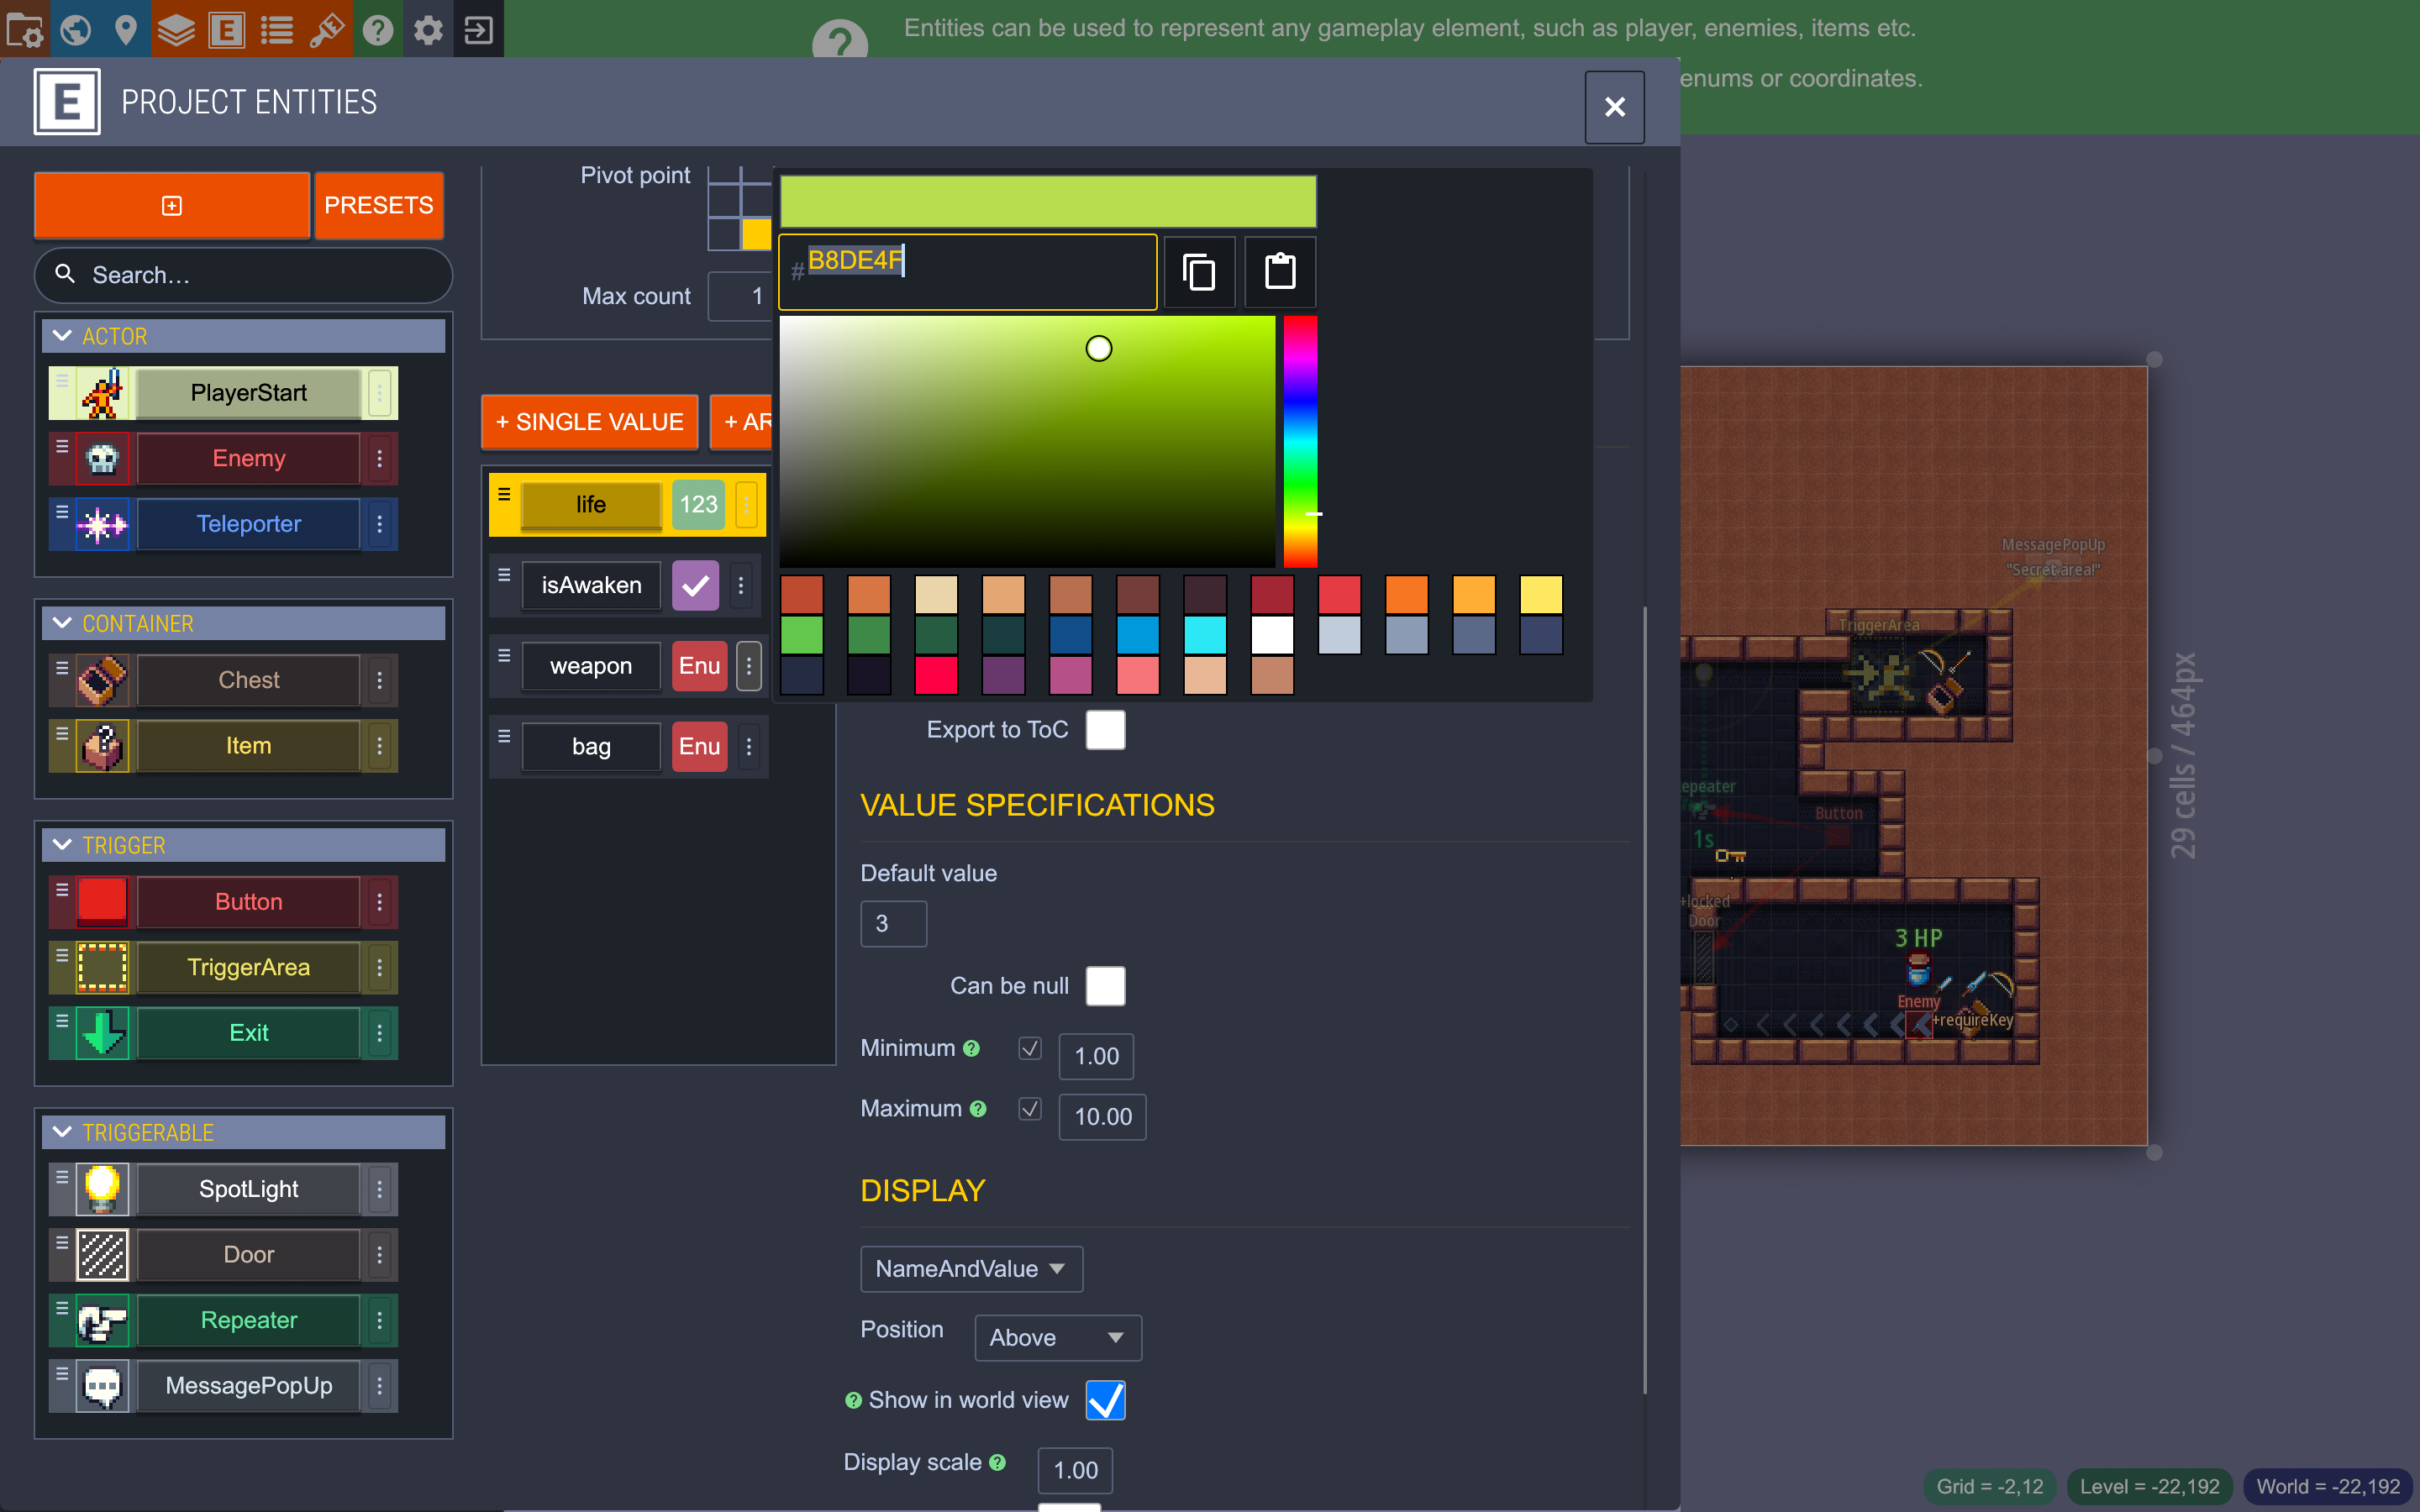 Entities can be used to represent any gameplay element, such as player, enemies, items etc.
enums or coordinates.
E PROJECT ENTITIES
PRESETS
Search...
ACTOR
PlayerStart
Enemy
Teleporter
CONTAINER
Chest
Item
TRIGGER
Button
TriggerArea
Exit
TRIGGERABLE
SpotLight
Door
Repeater
MessagePopUp
Pivot point
Max count 1
# B8DE4F
+ SINGLE VALUE
+ AR
life 123
isAwaken
weapon Enu
bag Enu
Export to ToC
VALUE SPECIFICATIONS
Default value
3
Can be null
Minimum ? 1.00
Maximum ? 10.00
DISPLAY
NameAndValue
Position Above
? Show in world view
Display scale ? 1.00
MessagePopUp
"Secret area!"
TriggerArea
epeater
1s
Button
+locked
Door
3 HP
Enemy
+requireKey
29 cells / 464px
Grid = -2,12
Level = -22,192
World = -22,192